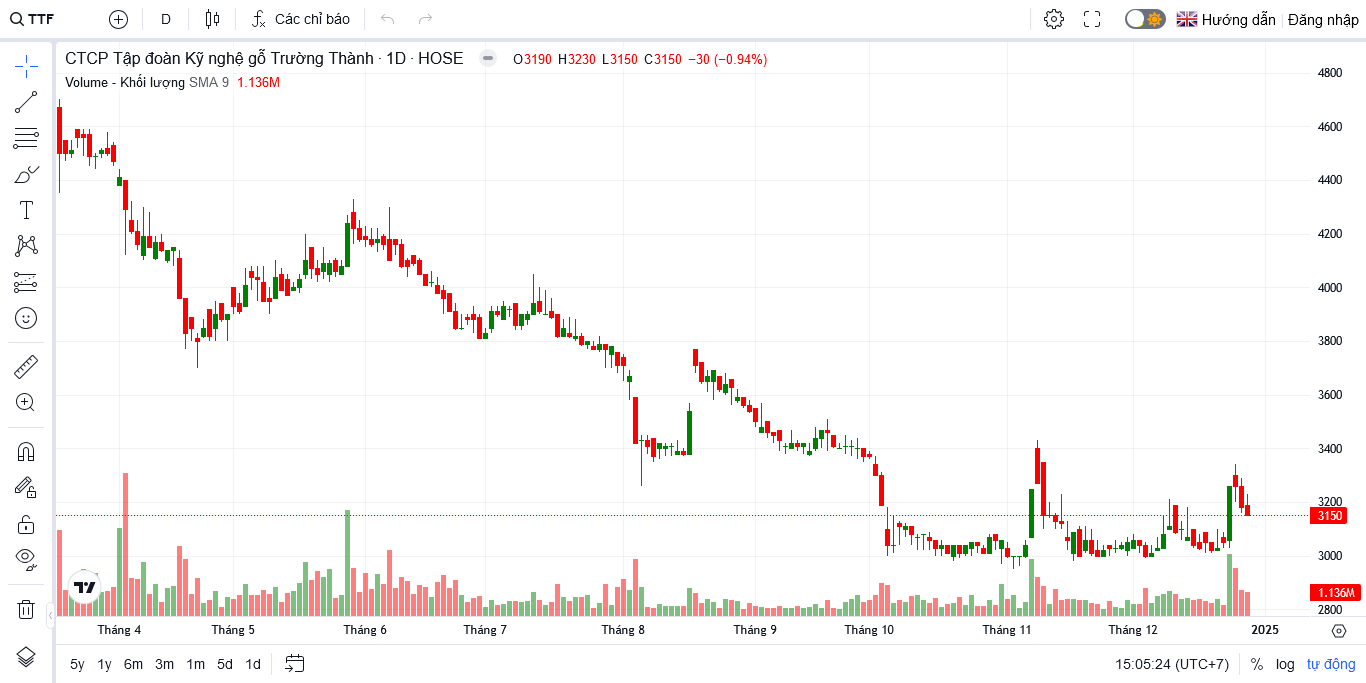 TTF D Các chỉ báo Hướng dẫn Đăng nhập
CTCP Tập đoàn Kỹ nghệ gỗ Trường Thành · 1D · HOSE O3190 H3230 L3150 C3150 −30 (−0.94%)
Volume - Khối lượng SMA 9 1.136M
4800
4600
4400
4200
4000
3800
3600
3400
3200
3150
3000
1.136M
2800
Tháng 4 Tháng 5 Tháng 6 Tháng 7 Tháng 8 Tháng 9 Tháng 10 Tháng 11 Tháng 12 2025
5y 1y 6m 3m 1m 5d 1d 15:05:24 (UTC+7) % log tự động